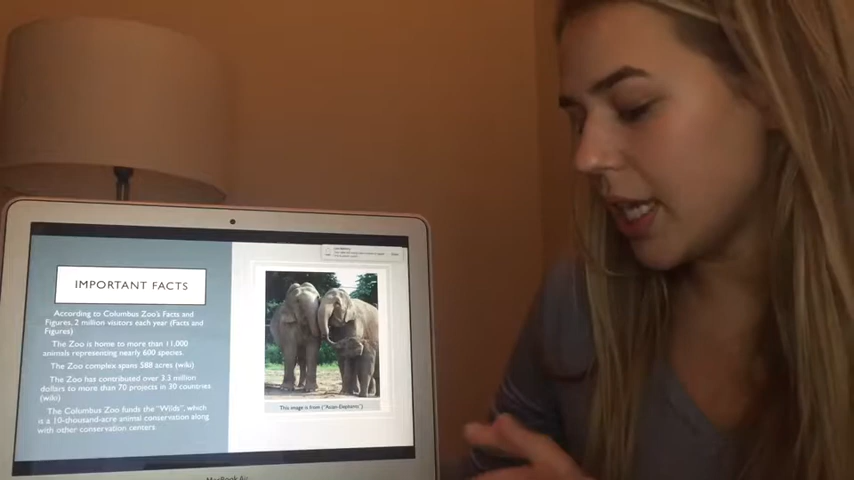 IMPORTANT FACTS
According to Columbus Zoo's Facts and
Figures, 2 million visitors each year (Facts and
Figures)
The Zoo is home to more than 11,000
animals representing nearly 600 species.
The Zoo complex spans 588 acres (wiki)
The Zoo has contributed over 3.3 million
dollars to more than 70 projects in 30 countries
(wiki)
The Columbus Zoo funds the "Wilds", which
is a 10-thousand-acre animal conservation along
with other conservation centers
This image is from ("Asian-Elephants")
MacBook Air